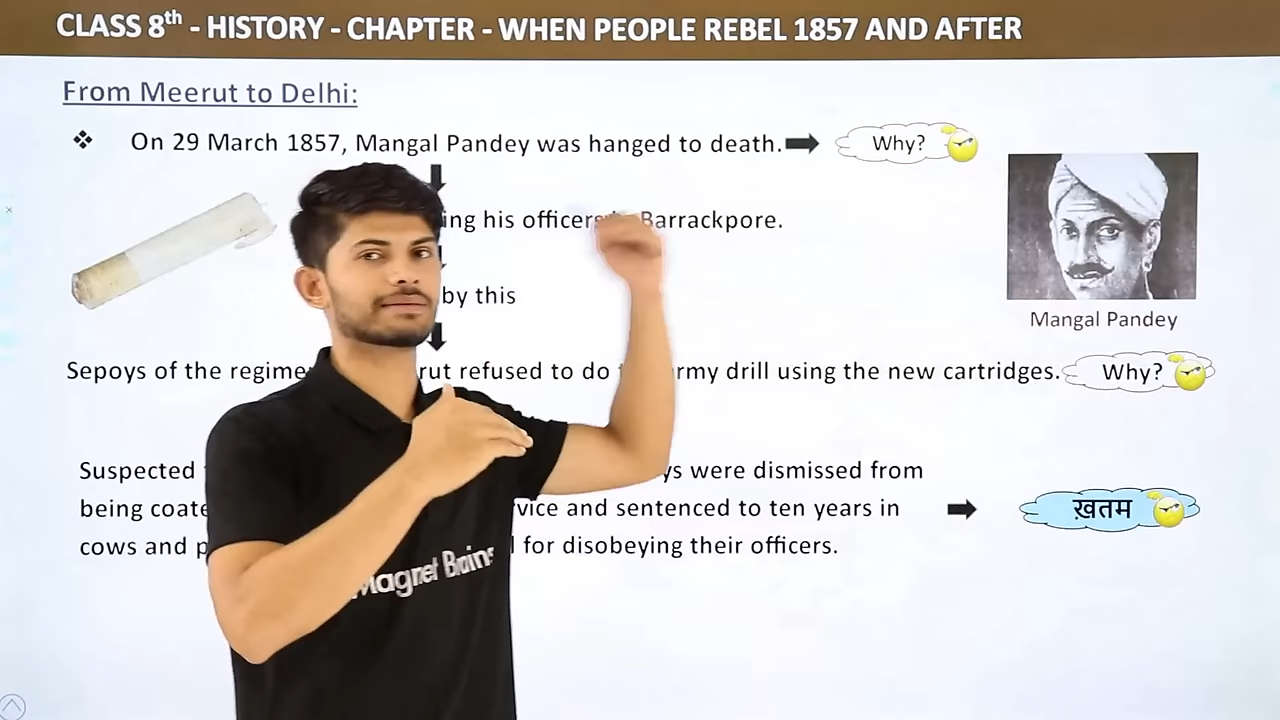 CLASS 8th - HISTORY - CHAPTER - WHEN PEOPLE REBEL 1857 AND AFTER
From Meerut to Delhi:
❖ On 29 March 1857, Mangal Pandey was hanged to death. Why?
ing his officers Barrackpore.
by this
Mangal Pandey
Sepoys of the regime rut refused to do rmy drill using the new cartridges. Why?
Suspected ys were dismissed from
being coate vice and sentenced to ten years in ख़तम
cows and p for disobeying their officers.
Magnet Brains